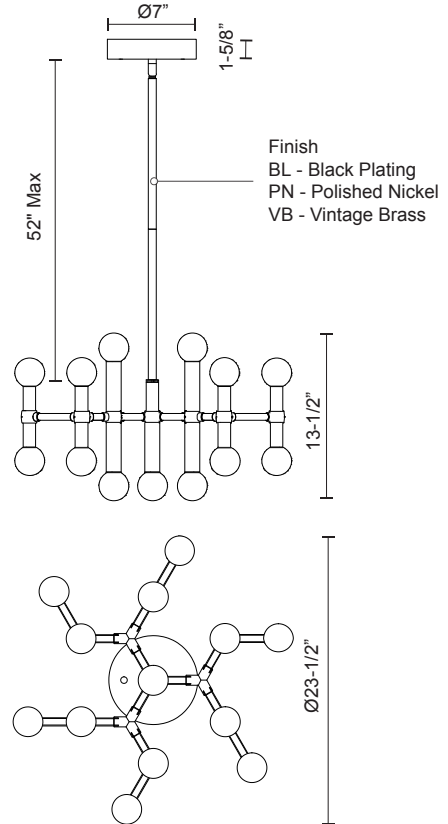 Ø7”
1-5/8”
Finish
BL - Black Plating
PN - Polished Nickel
VB - Vintage Brass
52" Max
13-1/2”
Ø23-1/2”